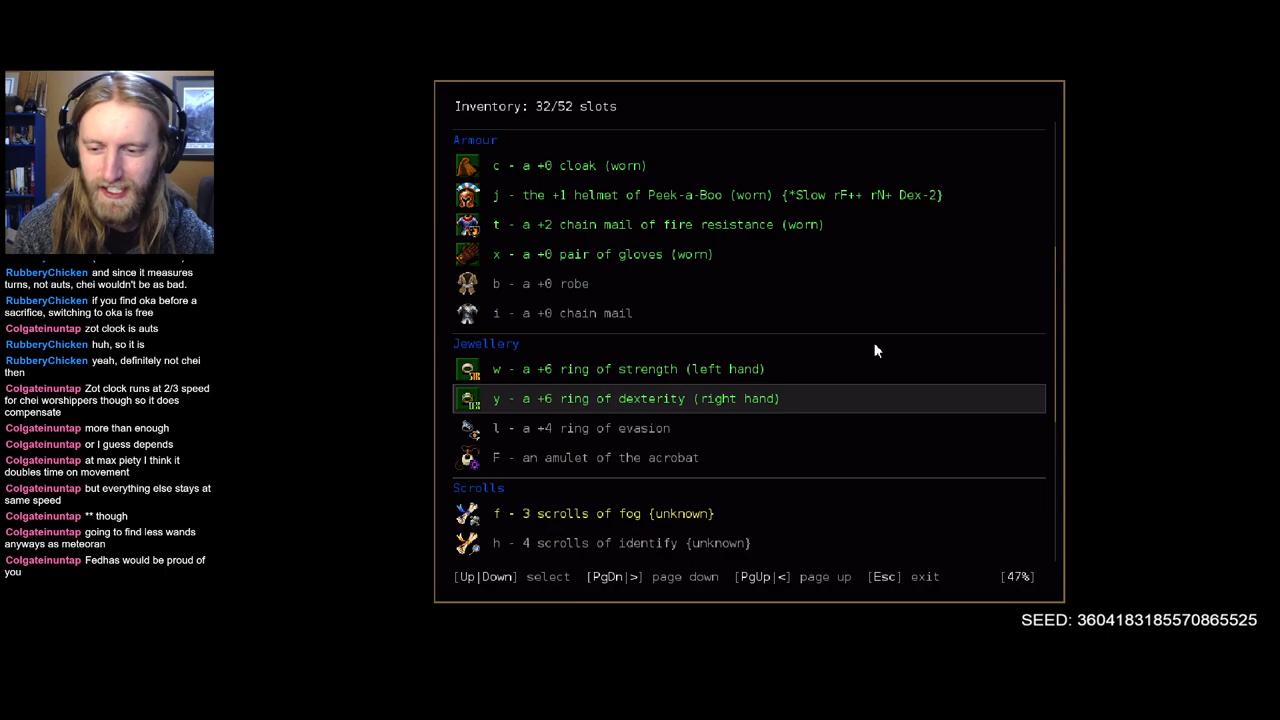 RubberyChicken and since it measures
turns, not auts, chei wouldn't be as bad.
RubberyChicken if you find oka before a
sacrifice, switching to oka is free
Colgateinuntap zot clock is auts
RubberyChicken huh, so it is
RubberyChicken yeah, definitely not chei
then
Colgateinuntap Zot clock runs at 2/3 speed
for chei worshippers though so it does
compensate
Colgateinuntap more than enough
Colgateinuntap or I guess depends
Colgateinuntap at max piety I think it
doubles time on movement
Colgateinuntap but everything else stays at
same speed
Colgateinuntap ** though
Colgateinuntap going to find less wands
anyways as meteoran
Colgateinuntap Fedhas would be proud of
you
Inventory: 32/52 slots
Armour
c - a +0 cloak (worn)
j - the +1 helmet of Peek-a-Boo (worn) {*Slow rF++ rN+ Dex-2}
t - a +2 chain mail of fire resistance (worn)
x - a +0 pair of gloves (worn)
b - a +0 robe
i - a +0 chain mail
Jewellery
w - a +6 ring of strength (left hand)
y - a +6 ring of dexterity (right hand)
l - a +4 ring of evasion
F - an amulet of the acrobat
Scrolls
f - 3 scrolls of fog {unknown}
h - 4 scrolls of identify {unknown}
[Up|Down] select [PgDn|>] page down [PgUp|<] page up [Esc] exit [47%]
SEED: 3604183185570865525